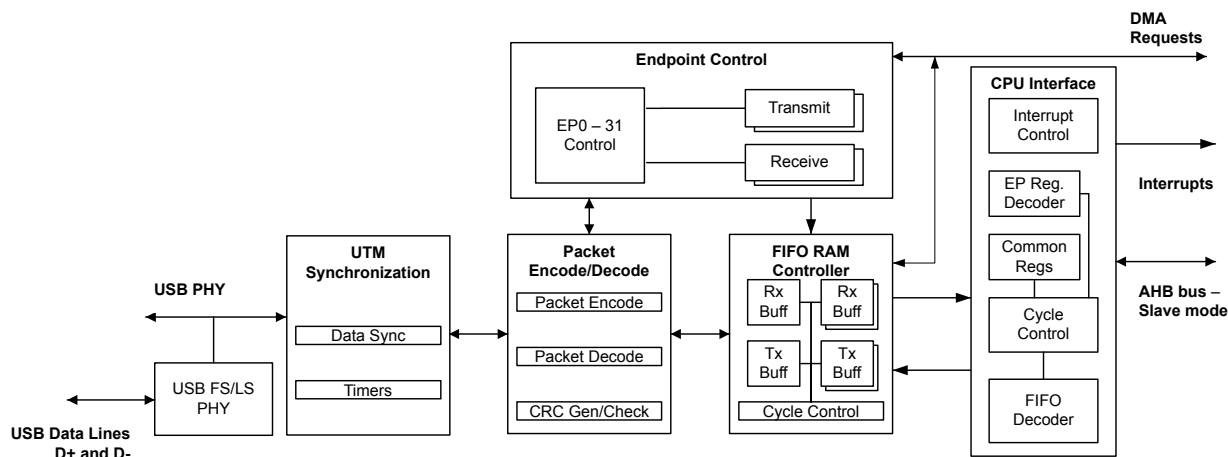 DMA
Requests
Endpoint Control
CPU Interface
EP0 – 31
Control
Transmit
Receive
Interrupt
Control
Interrupts
EP Reg.
Decoder
UTM
Synchronization
Packet
Encode/Decode
FIFO RAM
Controller
Common
Regs
USB PHY
Packet Encode
Rx
Buff
Rx
Buff
AHB bus –
Slave mode
Cycle
Control
Data Sync
Packet Decode
Tx
Buff
Tx
Buff
USB FS/LS
PHY
Timers
CRC Gen/Check
Cycle Control
FIFO
Decoder
USB Data Lines
D+ and D-